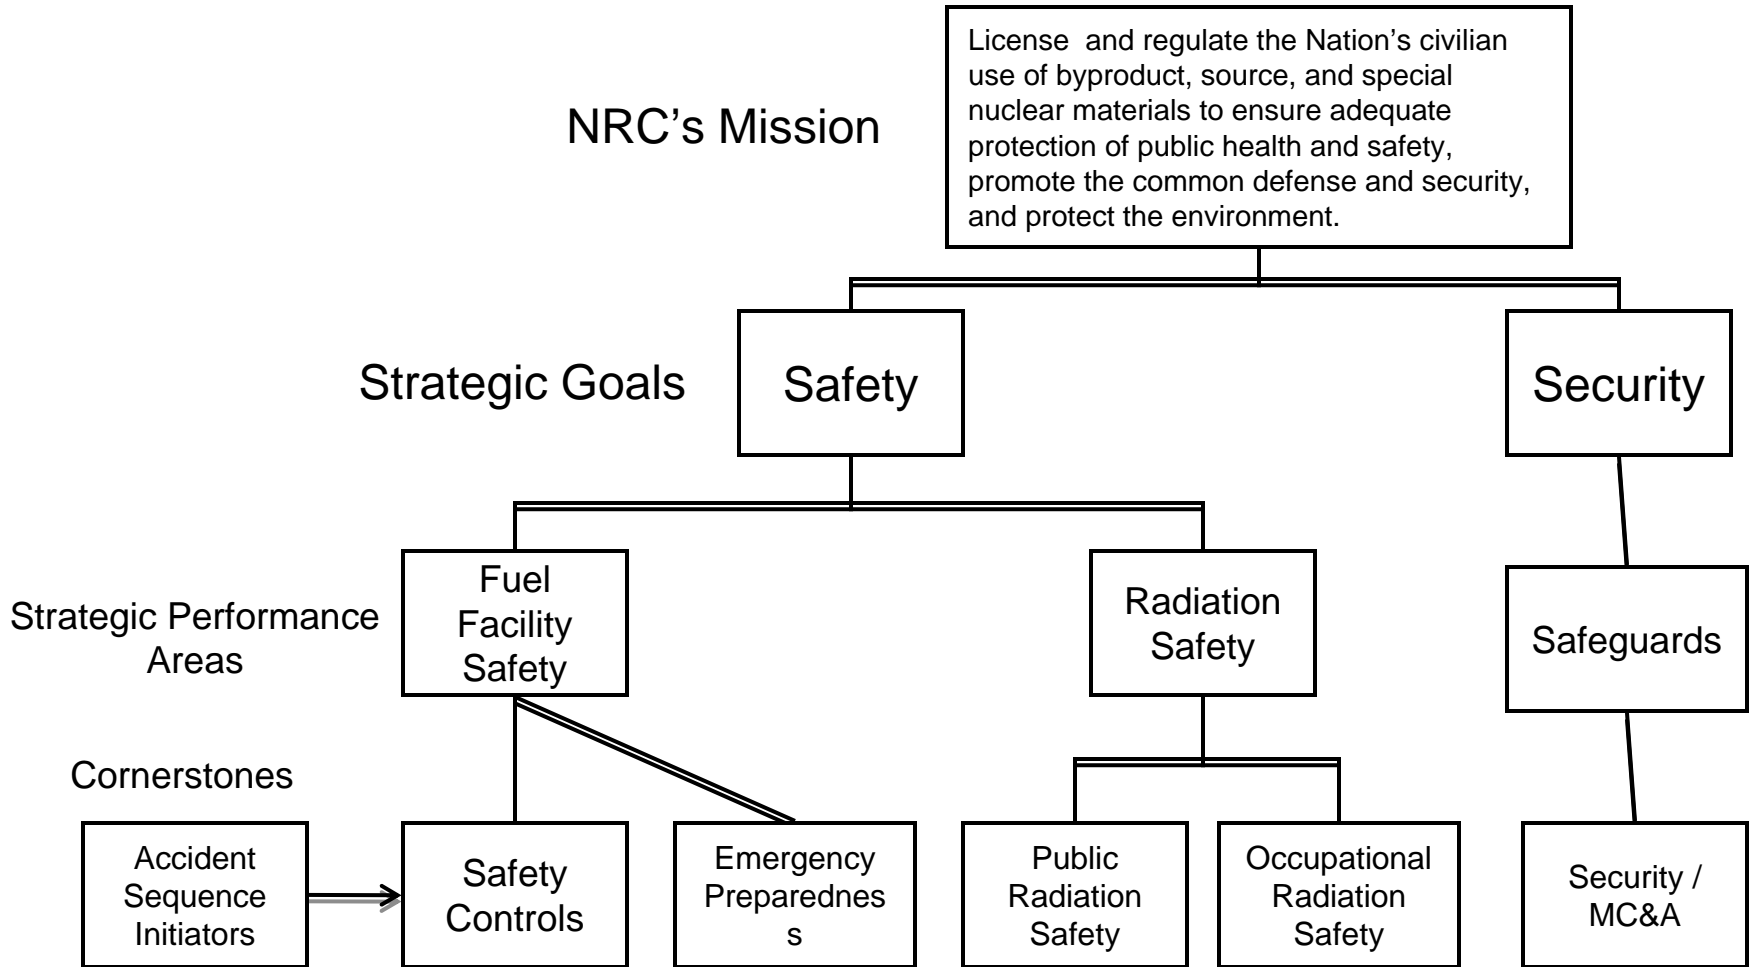 License and regulate the Nation's civilian
use of byproduct, source, and special
nuclear materials to ensure adequate
protection of public health and safety,
promote the common defense and security,
and protect the environment.
NRC's Mission
Strategic Goals
Safety
Security
Strategic Performance
Areas
Fuel
Facility
Safety
Radiation
Safety
Safeguards
Cornerstones
Accident
Sequence
Initiators
Safety
Controls
Emergency
Preparednes
s
Public
Radiation
Safety
Occupational
Radiation
Safety
Security /
MC&A